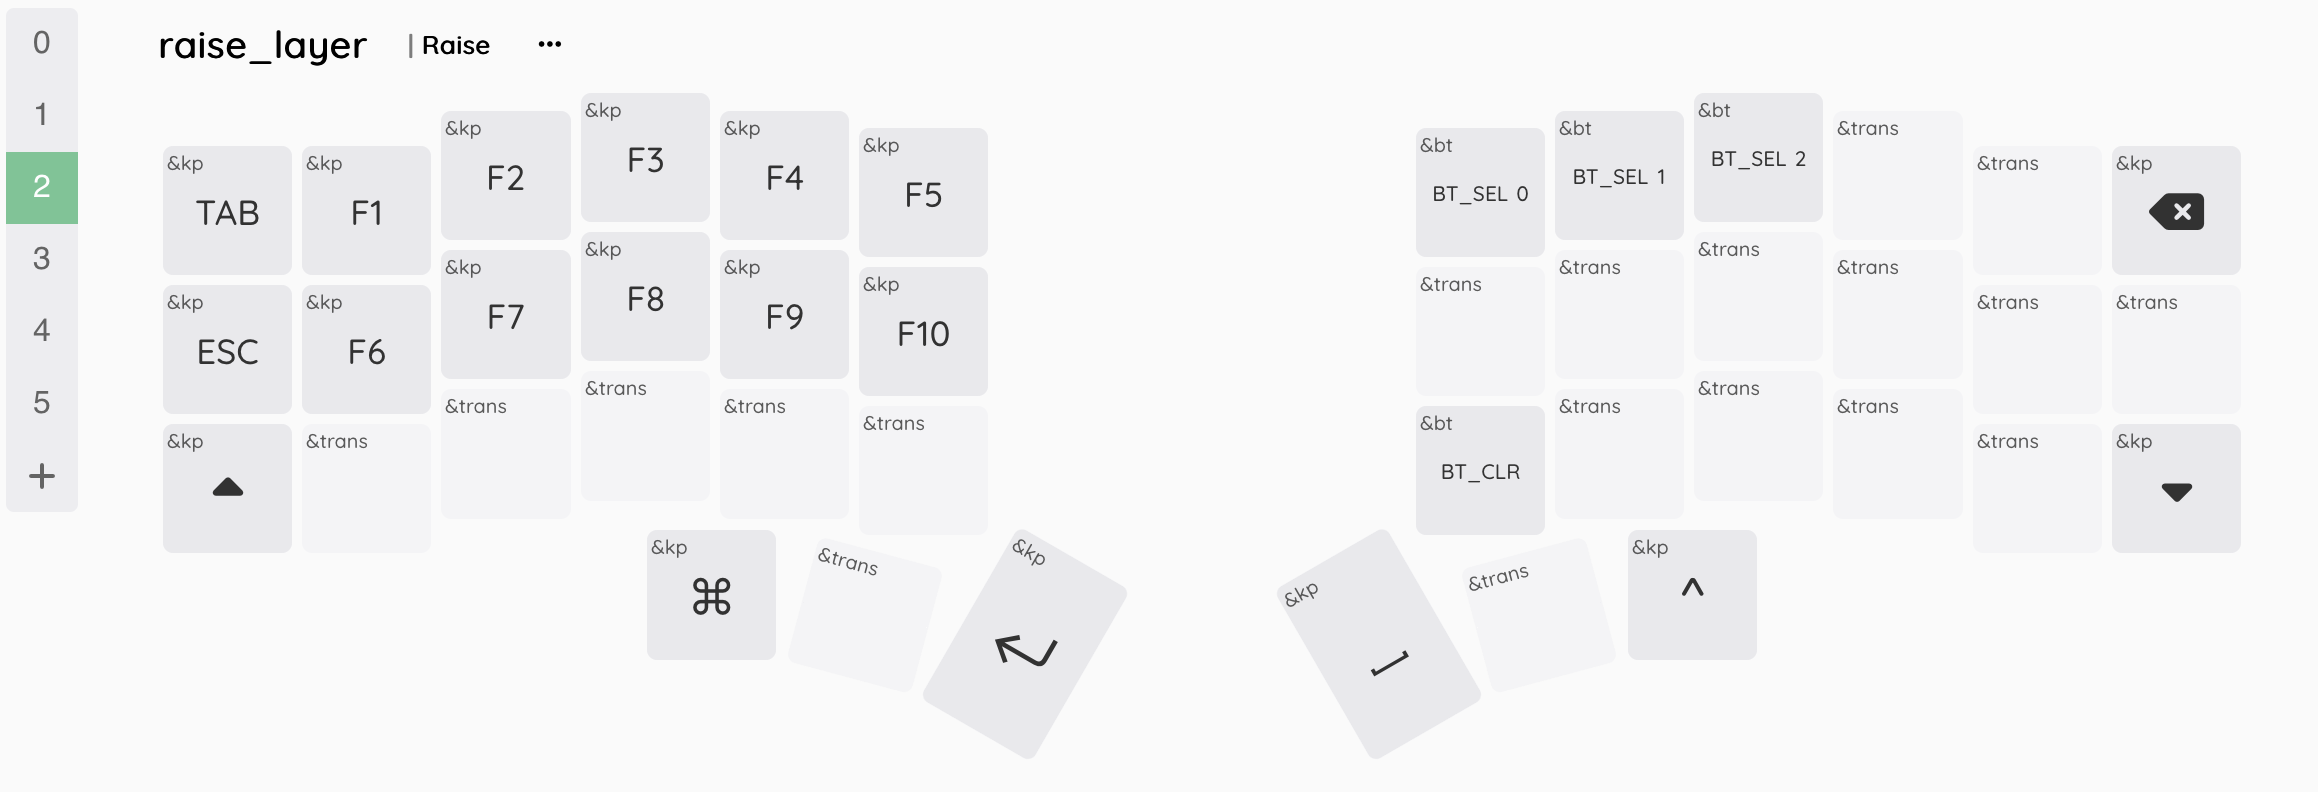 0
1
2
3
4
5
+
raise_layer | Raise ...
&kp TAB
&kp F1
&kp F2
&kp F3
&kp F4
&kp F5
&bt BT_SEL 0
&bt BT_SEL 1
&bt BT_SEL 2
&trans
&trans
&kp
&kp ESC
&kp F6
&kp F7
&kp F8
&kp F9
&kp F10
&trans
&trans
&trans
&trans
&trans
&trans
&kp
&trans
&trans
&trans
&trans
&trans
&bt BT_CLR
&trans
&trans
&trans
&trans
&kp
&kp ⌘
&trans
&kp
&kp
&trans
&kp ^